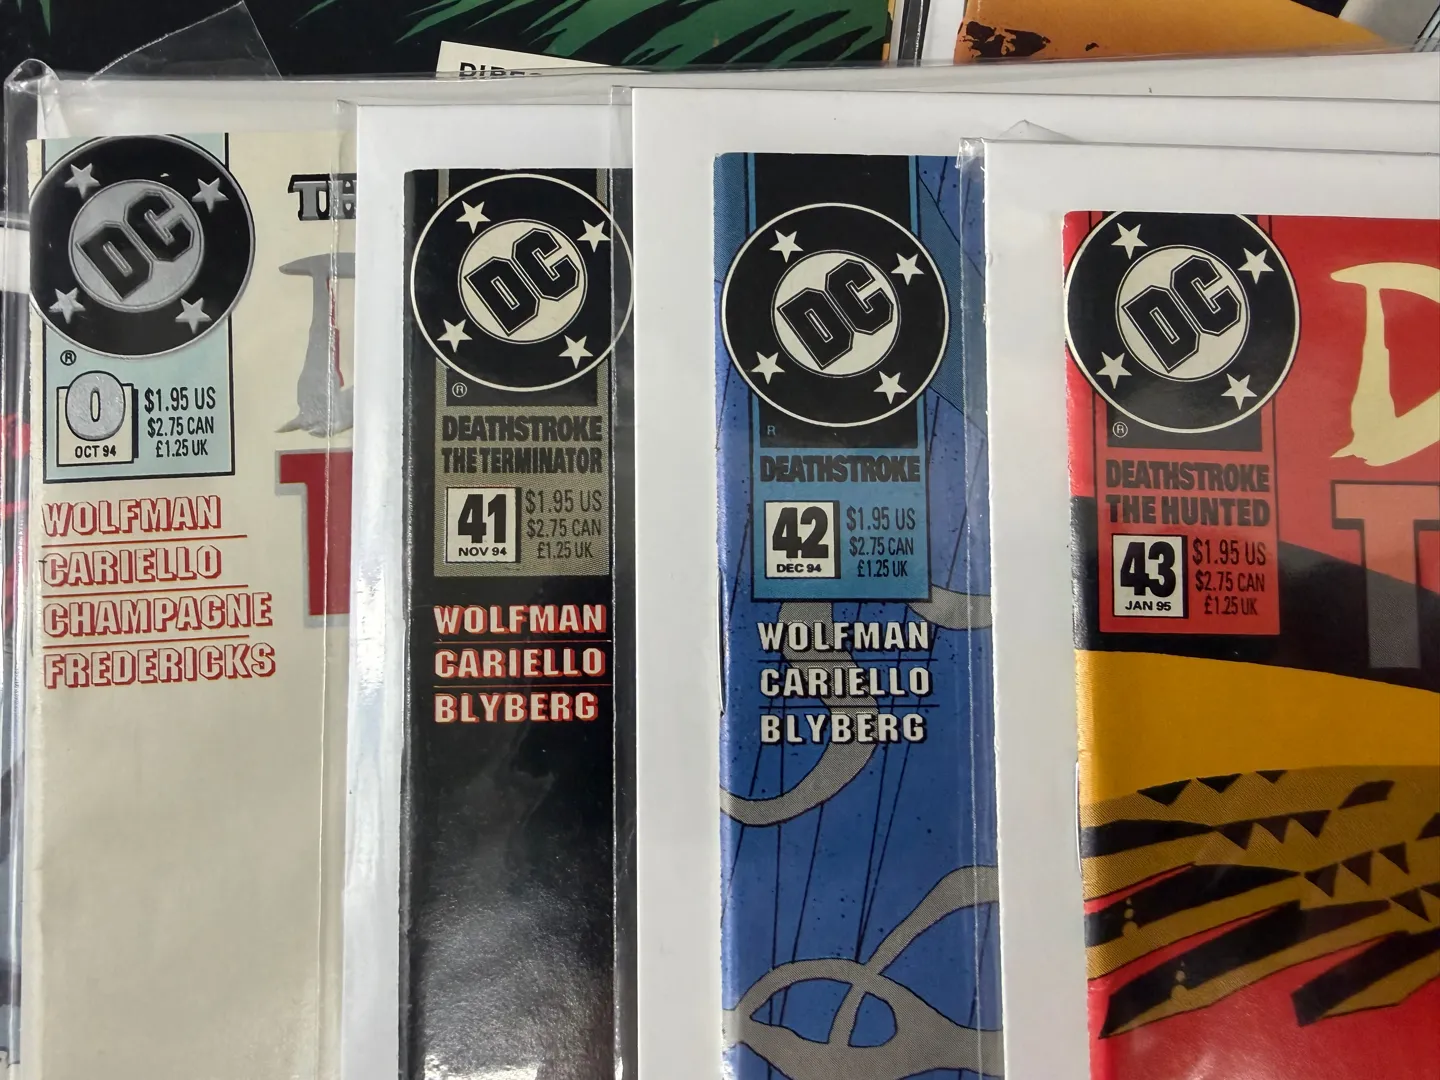 DC
®
0
OCT 94
$1.95 US
$2.75 CAN
£1.25 UK
WOLFMAN
CARIELLO
CHAMPAGNE
FREDERICKS
DC
®
DEATHSTROKE
THE TERMINATOR
41
NOV 94
$1.95 US
$2.75 CAN
£1.25 UK
WOLFMAN
CARIELLO
BLYBERG
DC
R
DEATHSTROKE
42
DEC 94
$1.95 US
$2.75 CAN
£1.25 UK
WOLFMAN
CARIELLO
BLYBERG
DC
®
DEATHSTROKE
THE HUNTED
43
JAN 95
$1.95 US
$2.75 CAN
£1.25 UK